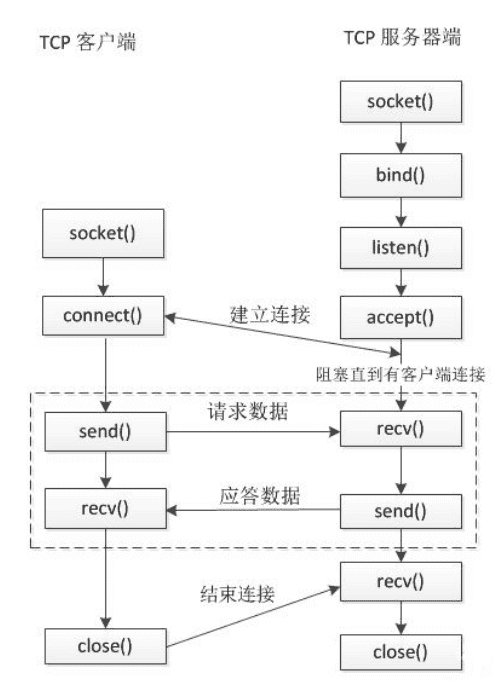 TCP 客户端
TCP 服务器端
socket()
bind()
socket()
listen()
connect()
建立连接
accept()
阻塞直到有客户端连接
send()
请求数据
recv()
recv()
应答数据
send()
结束连接
recv()
close()
close()